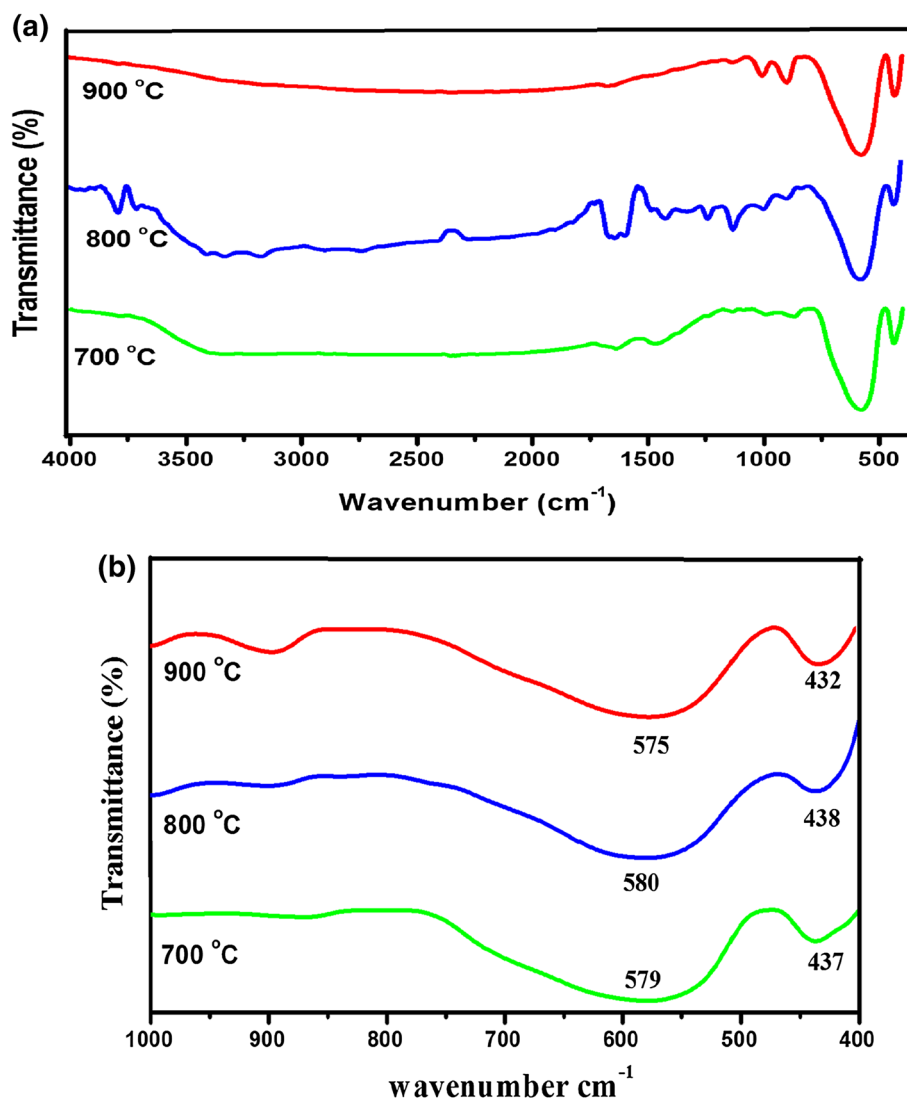 (a)
Transmittance (%)
900 °C
800 °C
700 °C
4000 3500 3000 2500 2000 1500 1000 500
Wavenumber (cm⁻¹)
(b)
Transmittance (%)
900 °C
432
575
800 °C
438
580
700 °C
437
579
1000 900 800 700 600 500 400
wavenumber cm⁻¹